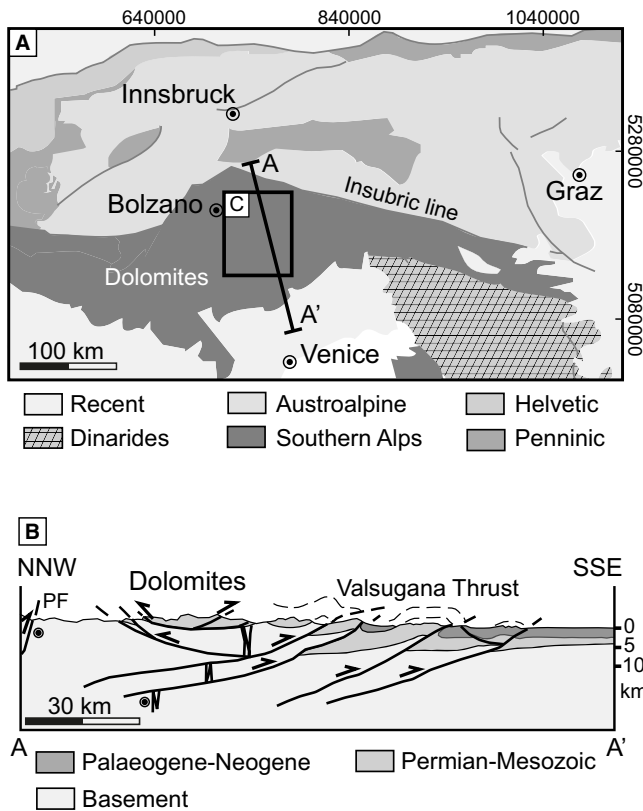 640000 840000 1040000
A
Innsbruck
5280000
A
Graz
Insubric line
Bolzano
C
Dolomites
A'
5080000
100 km
Venice
Recent Austroalpine Helvetic
Dinarides Southern Alps Penninic
B
NNW SSE
PF Dolomites Valsugana Thrust
0
5
10
km
30 km
A A'
Palaeogene-Neogene Permian-Mesozoic
Basement